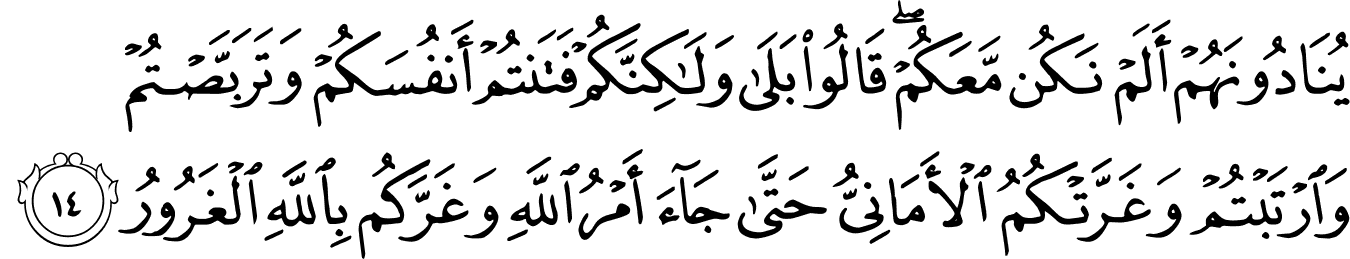 يُنَادُونَهُمْ أَلَمْ نَكُن مَّعَكُمْ ۖ قَالُوا۟ بَلَىٰ وَلَـٰكِنَّكُمْ فَتَنتُمْ أَنفُسَكُمْ وَتَرَبَّصْتُمْ
وَٱرْتَبْتُمْ وَغَرَّتْكُمُ ٱلْأَمَانِىُّ حَتَّىٰ جَآءَ أَمْرُ ٱللَّهِ وَغَرَّكُم بِٱللَّهِ ٱلْغَرُورُ ١٤